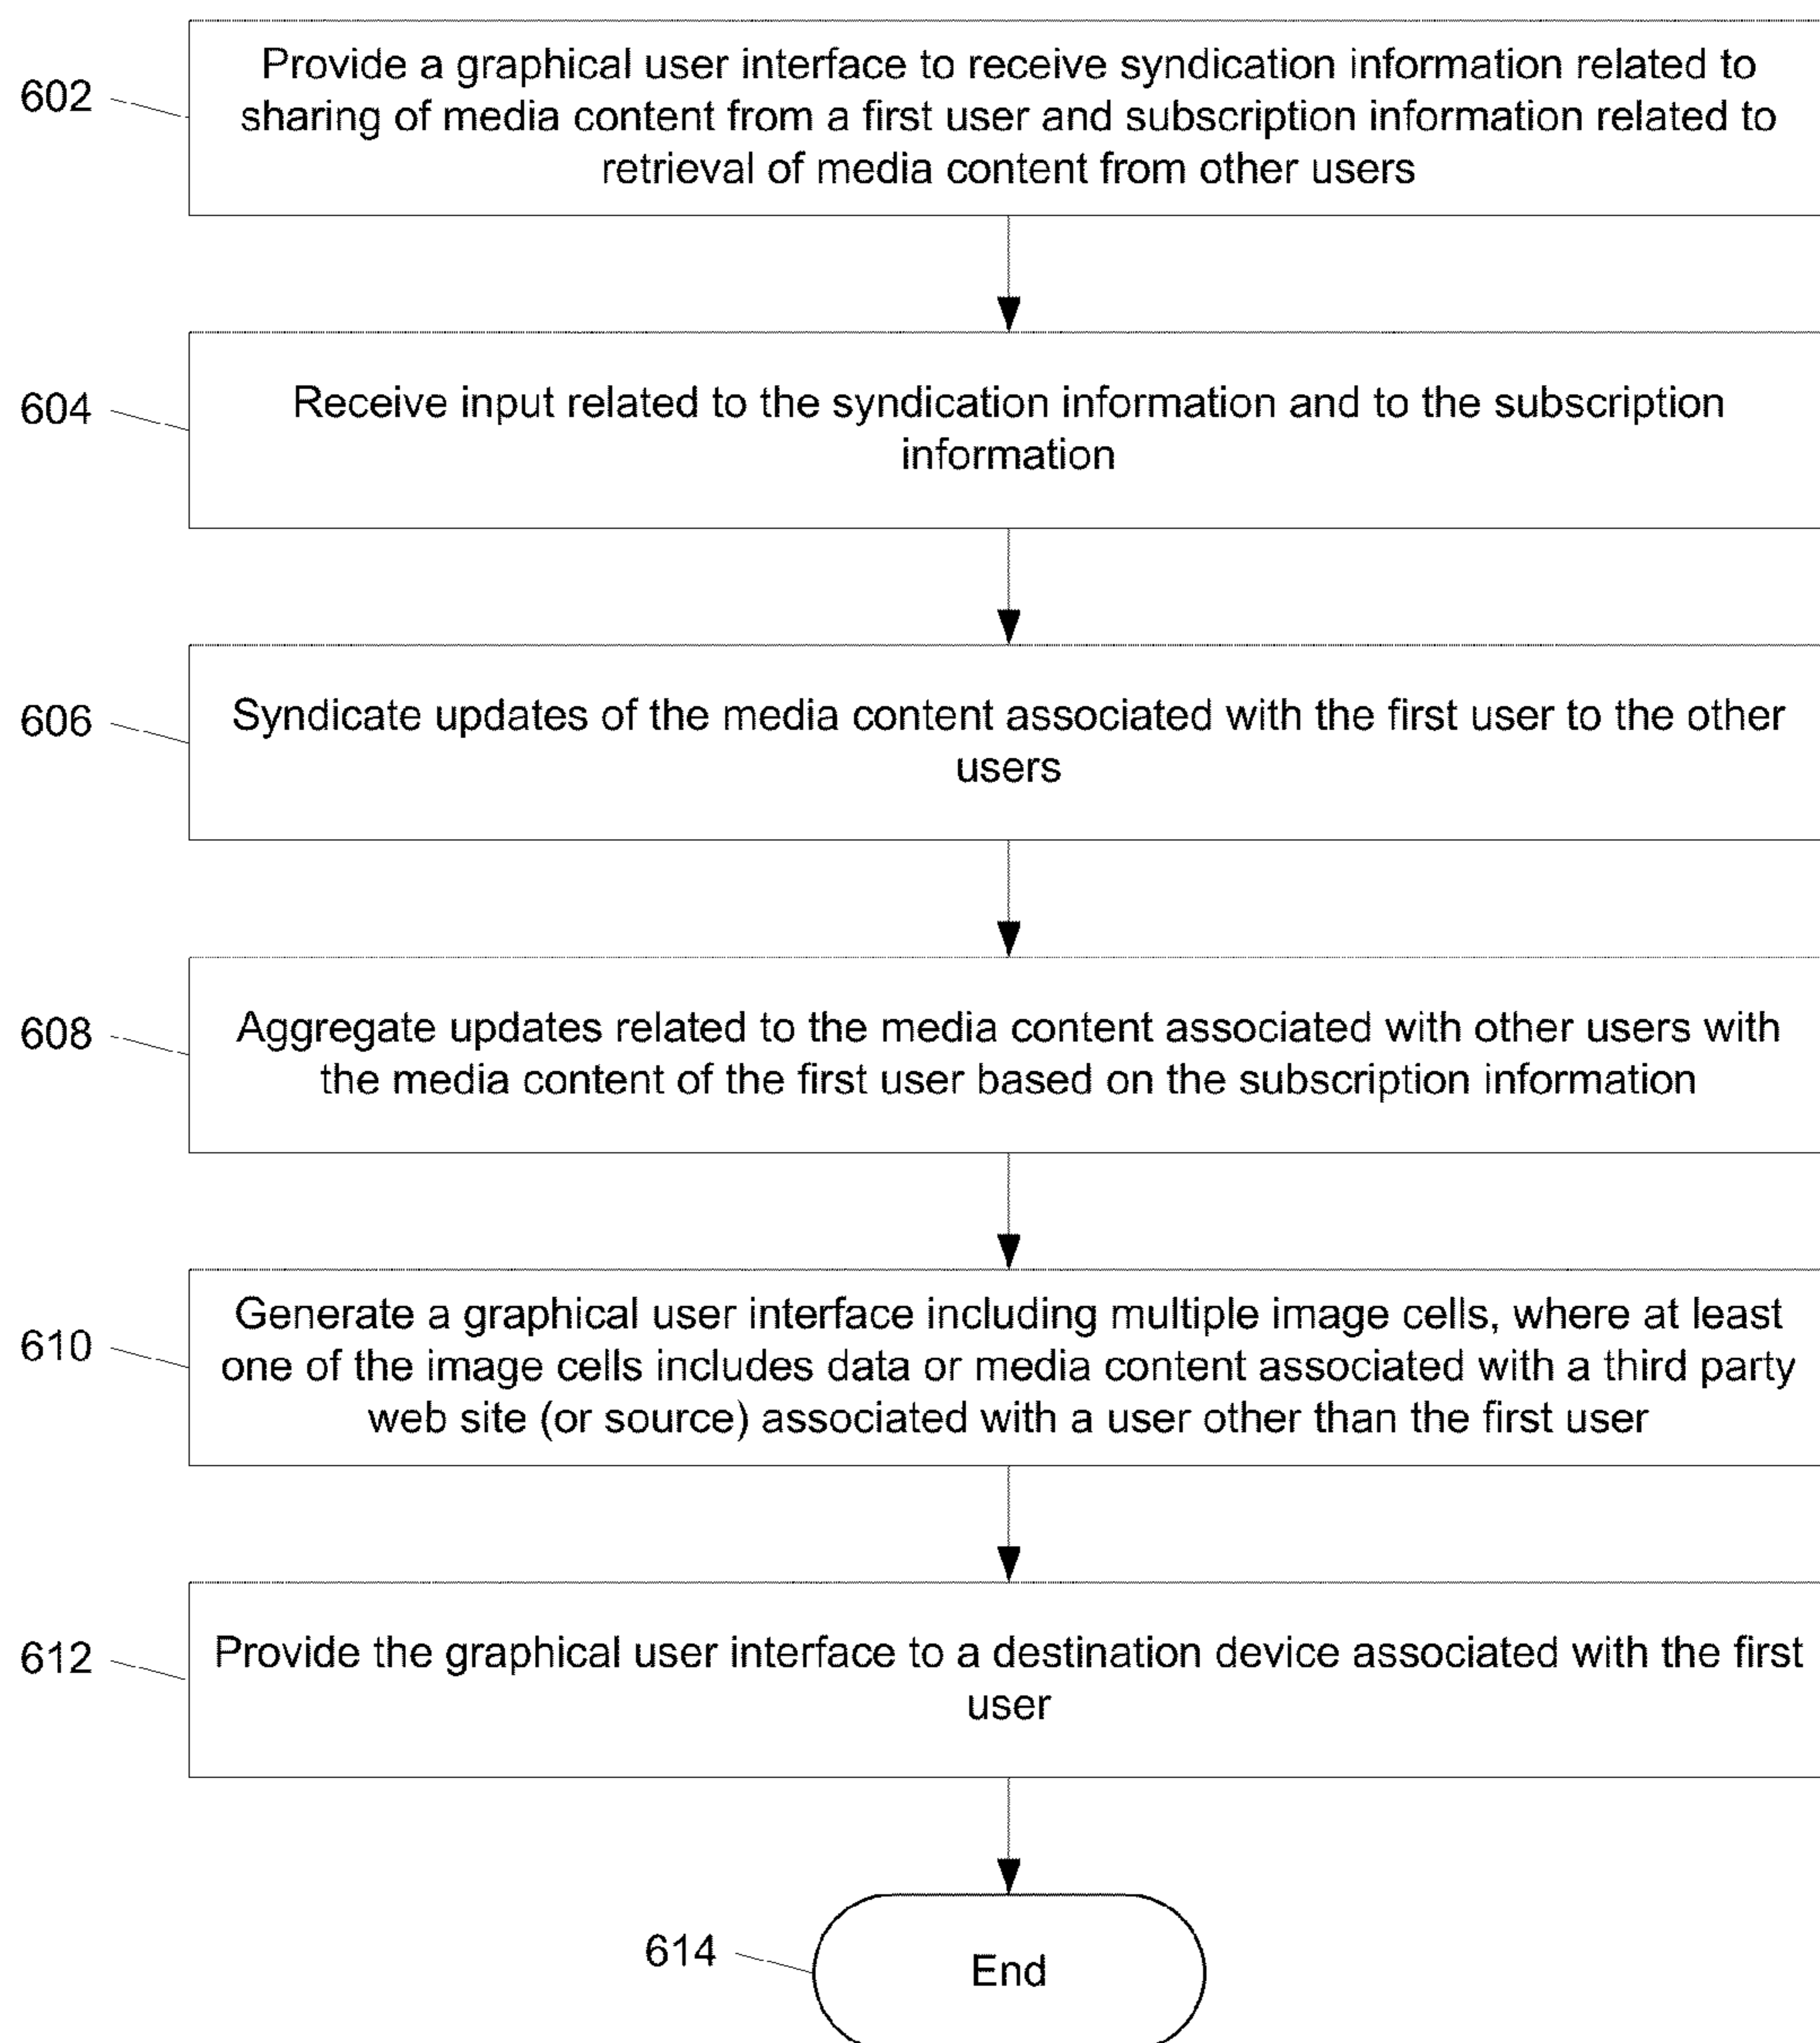 602
Provide a graphical user interface to receive syndication information related to
sharing of media content from a first user and subscription information related to
retrieval of media content from other users
604
Receive input related to the syndication information and to the subscription
information
606
Syndicate updates of the media content associated with the first user to the other
users
608
Aggregate updates related to the media content associated with other users with
the media content of the first user based on the subscription information
610
Generate a graphical user interface including multiple image cells, where at least
one of the image cells includes data or media content associated with a third party
web site (or source) associated with a user other than the first user
612
Provide the graphical user interface to a destination device associated with the first
user
614
End